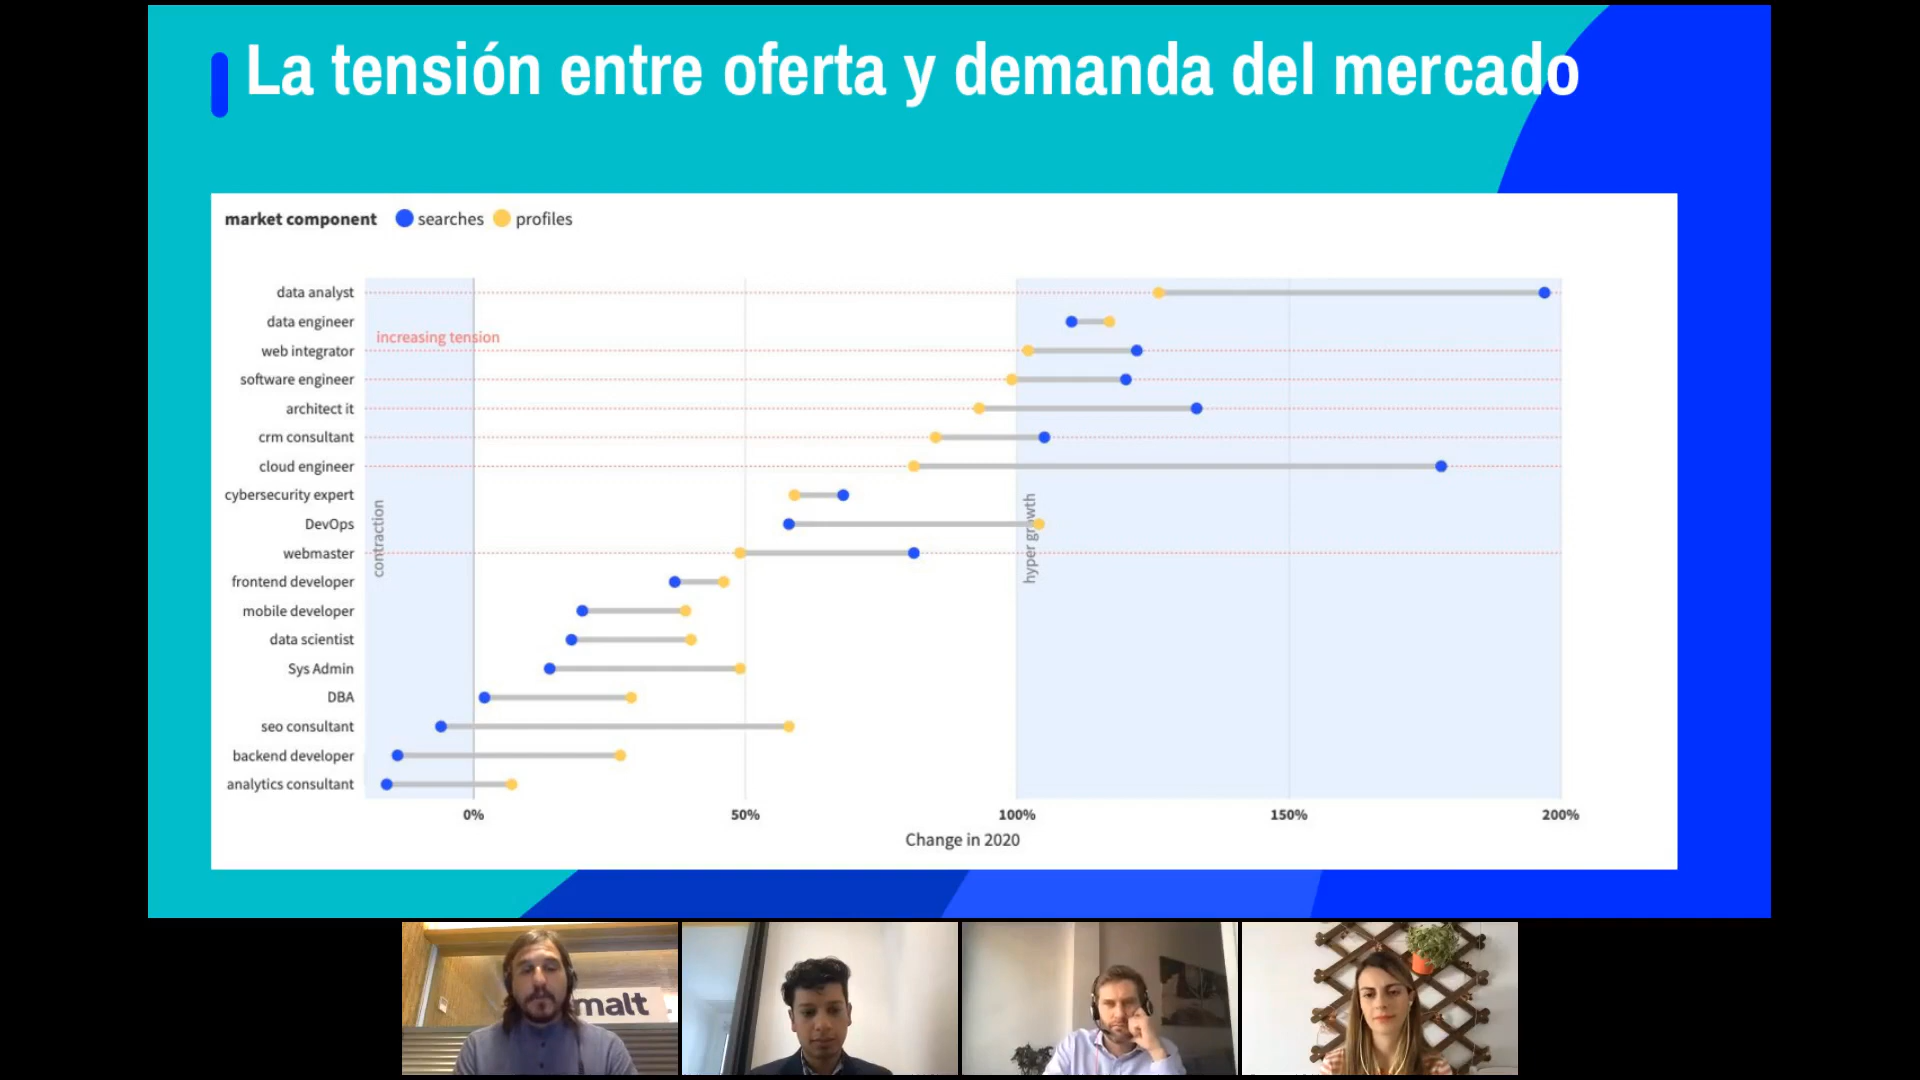 La tensión entre oferta y demanda del mercado
market component searches profiles
data analyst
data engineer
increasing tension
web integrator
software engineer
architect it
crm consultant
cloud engineer
cybersecurity expert
contraction
hyper growth
DevOps
webmaster
frontend developer
mobile developer
data scientist
Sys Admin
DBA
seo consultant
backend developer
analytics consultant
0% 50% 100% 150% 200%
Change in 2020
malt